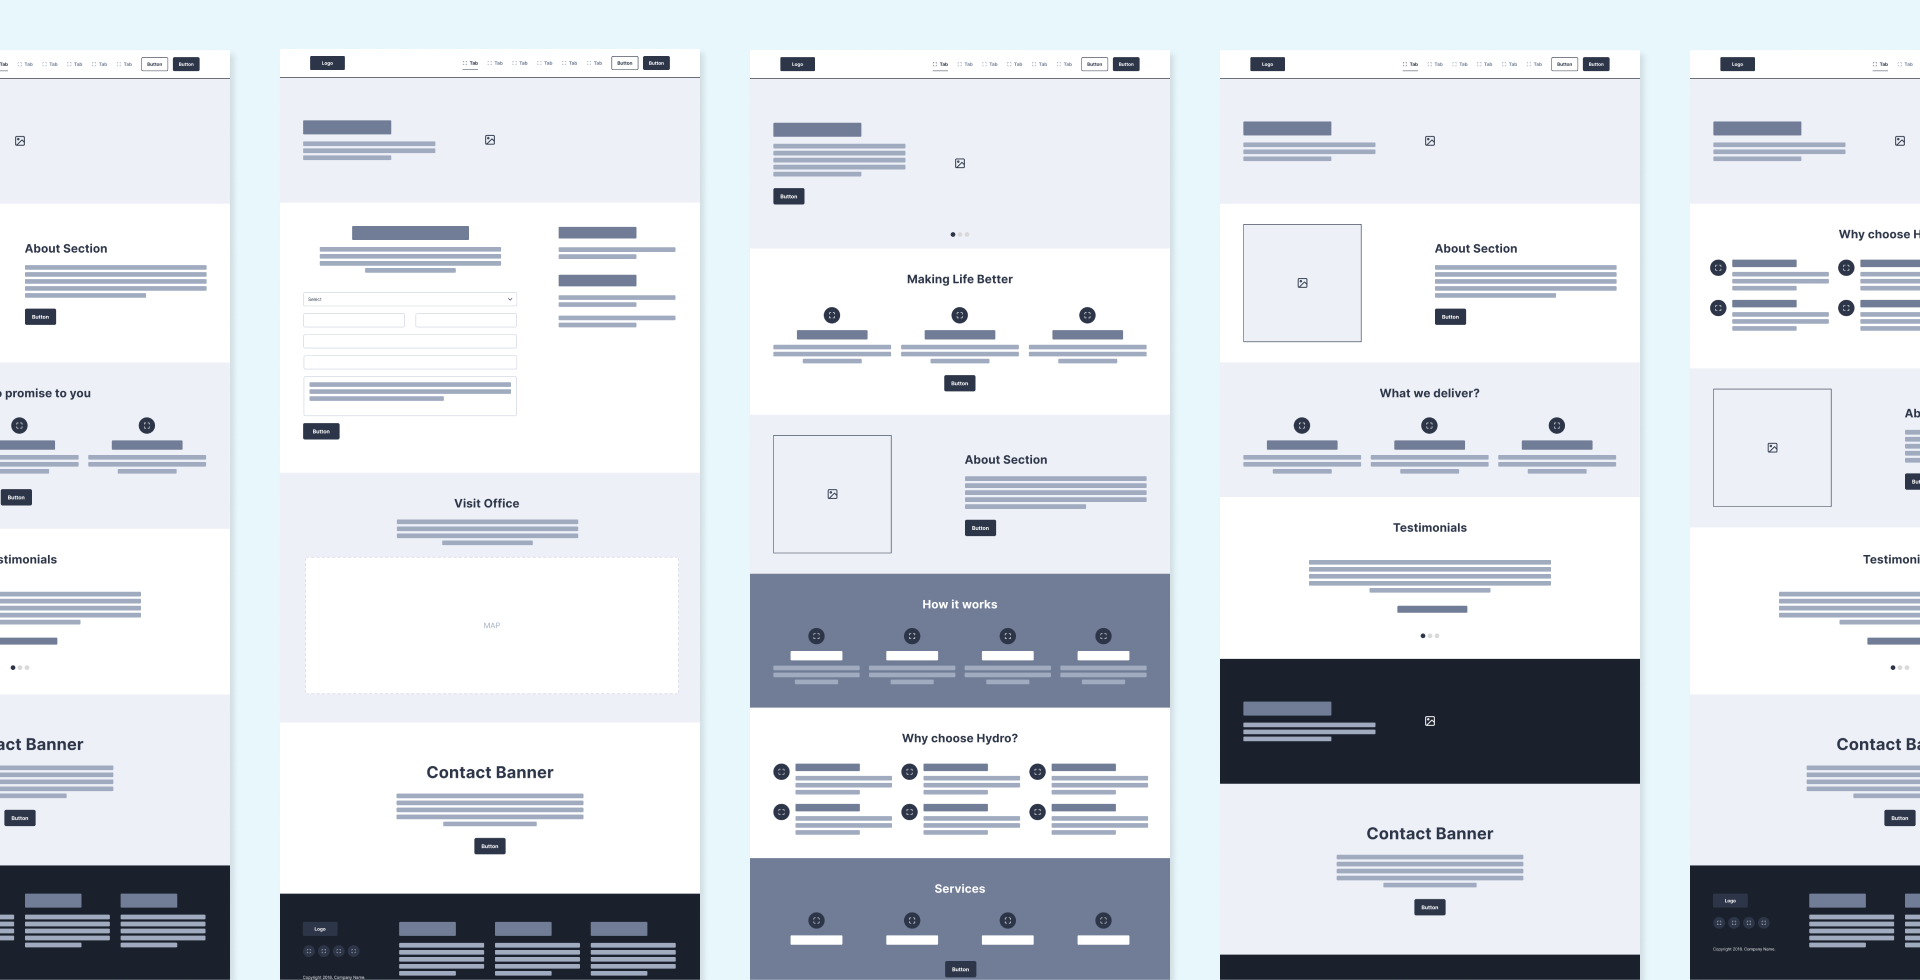 Tab
Tab
Tab
Tab
Tab
Tab
Button
Button
About Section
Button
promise to you
Button
stimonials
act Banner
Button
Logo
Tab
Tab
Tab
Tab
Tab
Tab
Button
Button
Select
Button
Visit Office
MAP
Contact Banner
Button
Logo
Copyright 2018. Company Name.
Logo
Tab
Tab
Tab
Tab
Tab
Tab
Button
Button
Button
Making Life Better
Button
About Section
Button
How it works
Why choose Hydro?
Services
Button
Logo
Tab
Tab
Tab
Tab
Tab
Tab
Button
Button
About Section
Button
What we deliver?
Testimonials
Contact Banner
Button
Logo
Tab
Tab
Why choose H
Ab
But
Testimoni
Contact Ba
Button
Logo
Copyright 2018. Company Name.